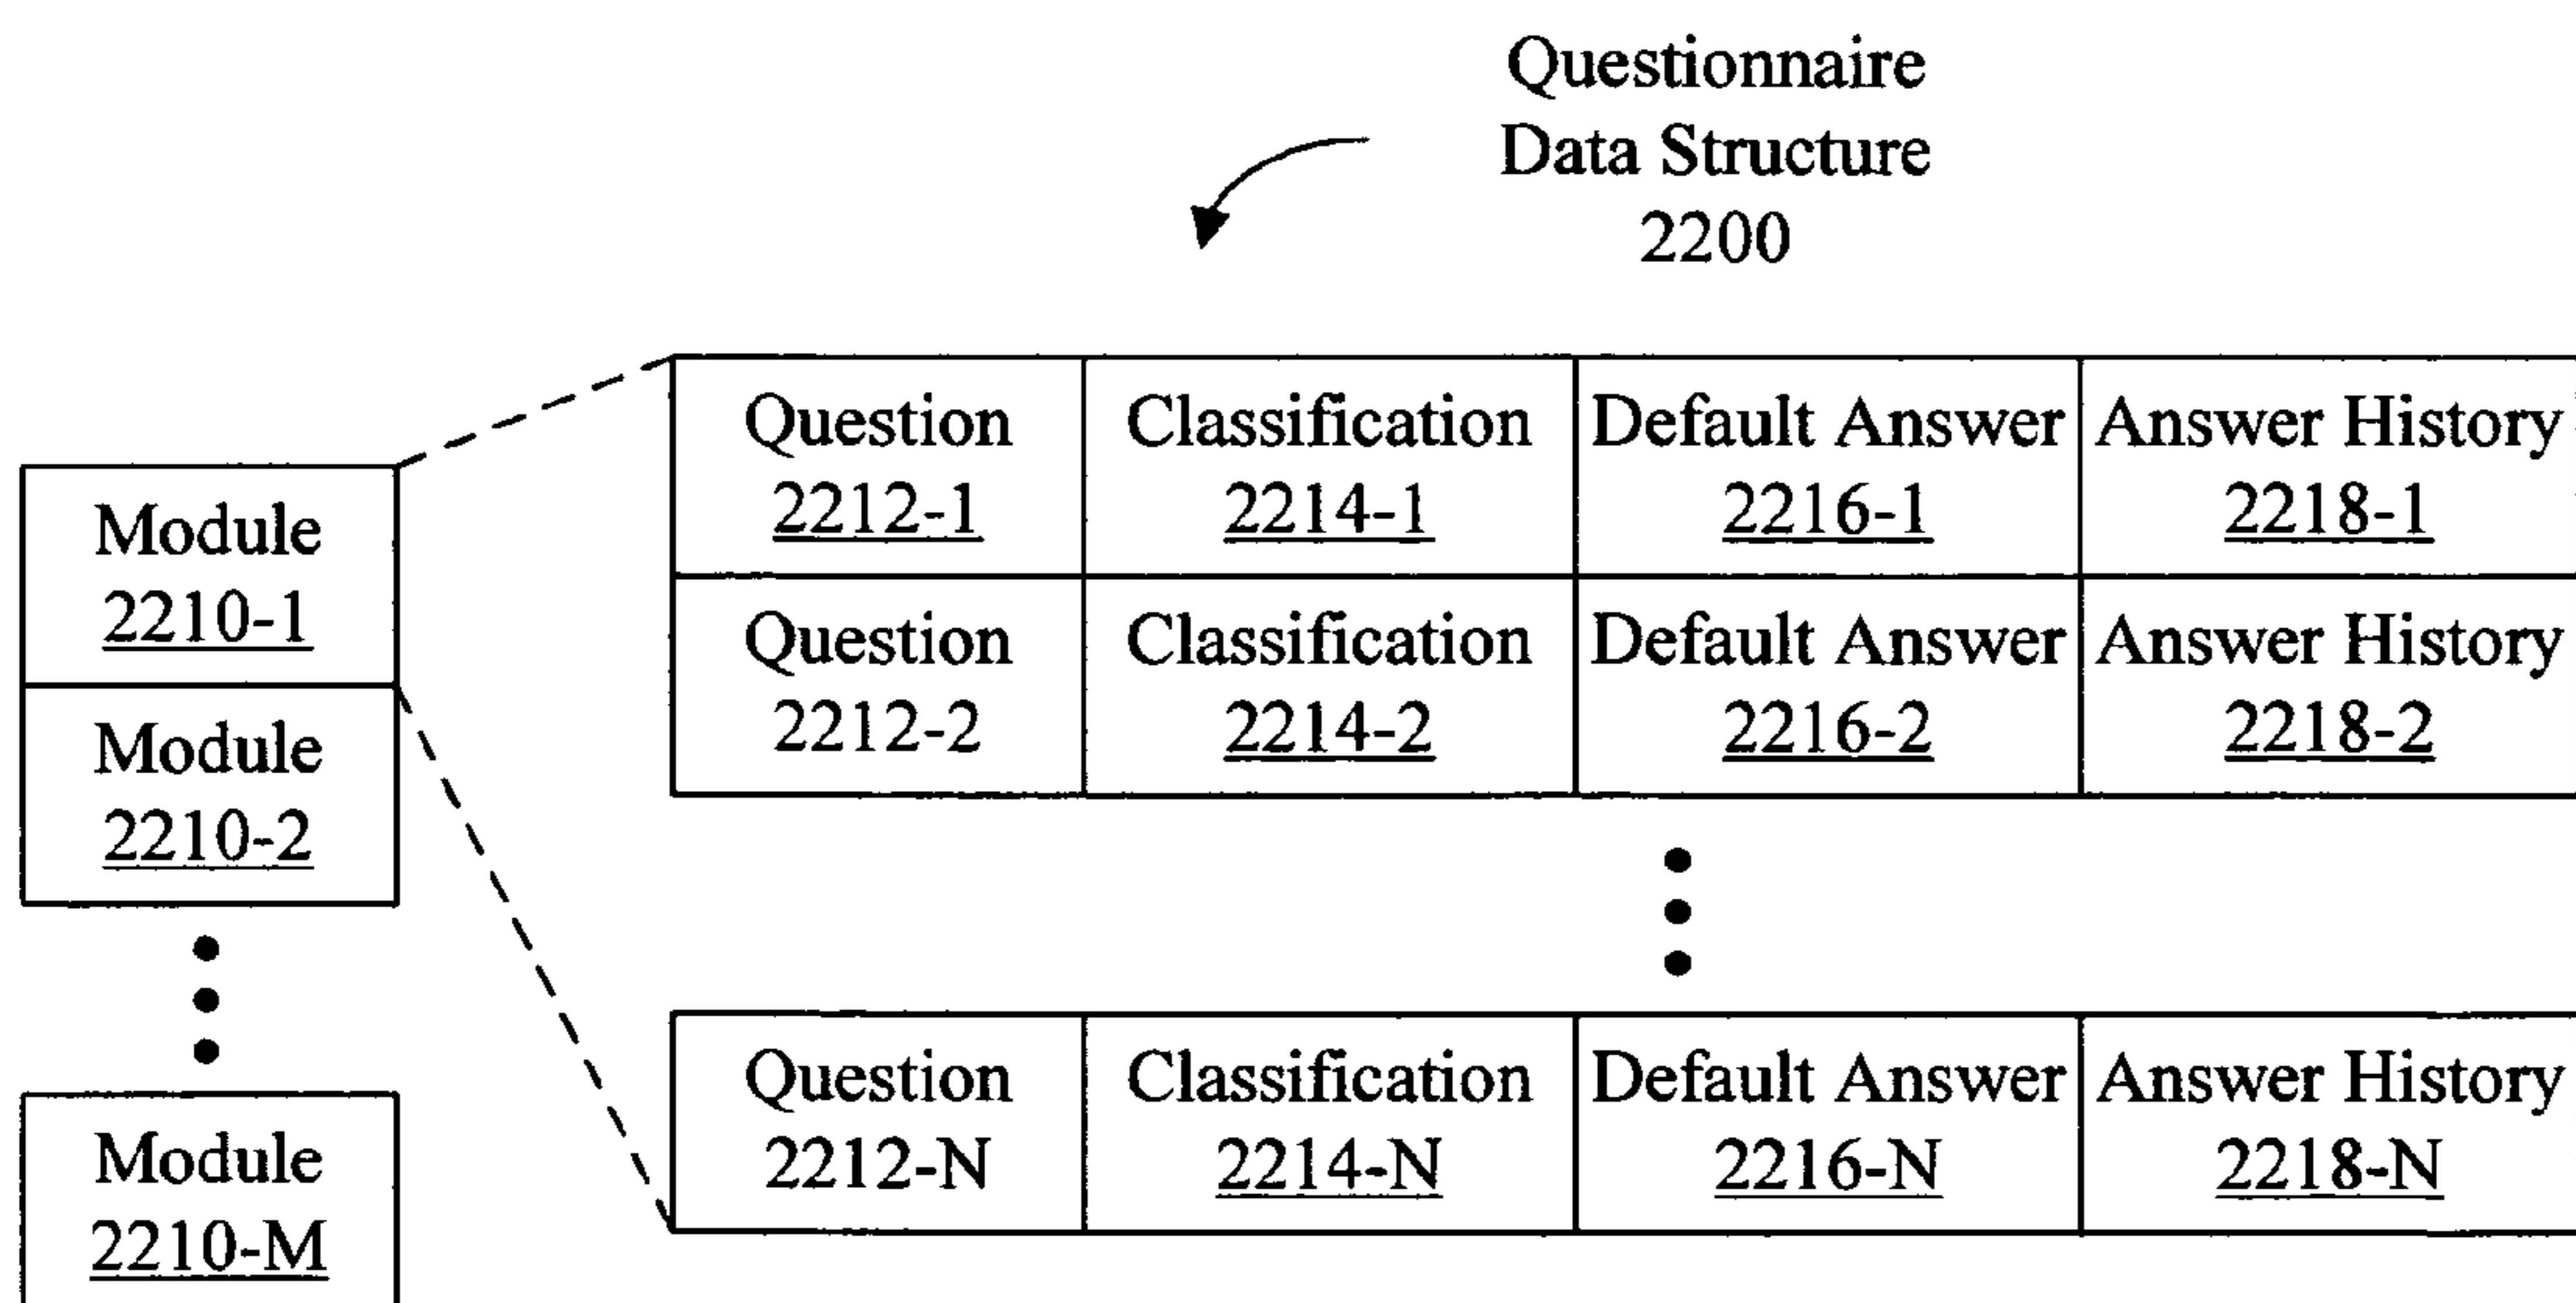 Questionnaire
Data Structure
2200
Module
2210-1
Module
2210-2
Module
2210-M
Question
2212-1
Classification
2214-1
Default Answer
2216-1
Answer History
2218-1
Question
2212-2
Classification
2214-2
Default Answer
2216-2
Answer History
2218-2
Question
2212-N
Classification
2214-N
Default Answer
2216-N
Answer History
2218-N